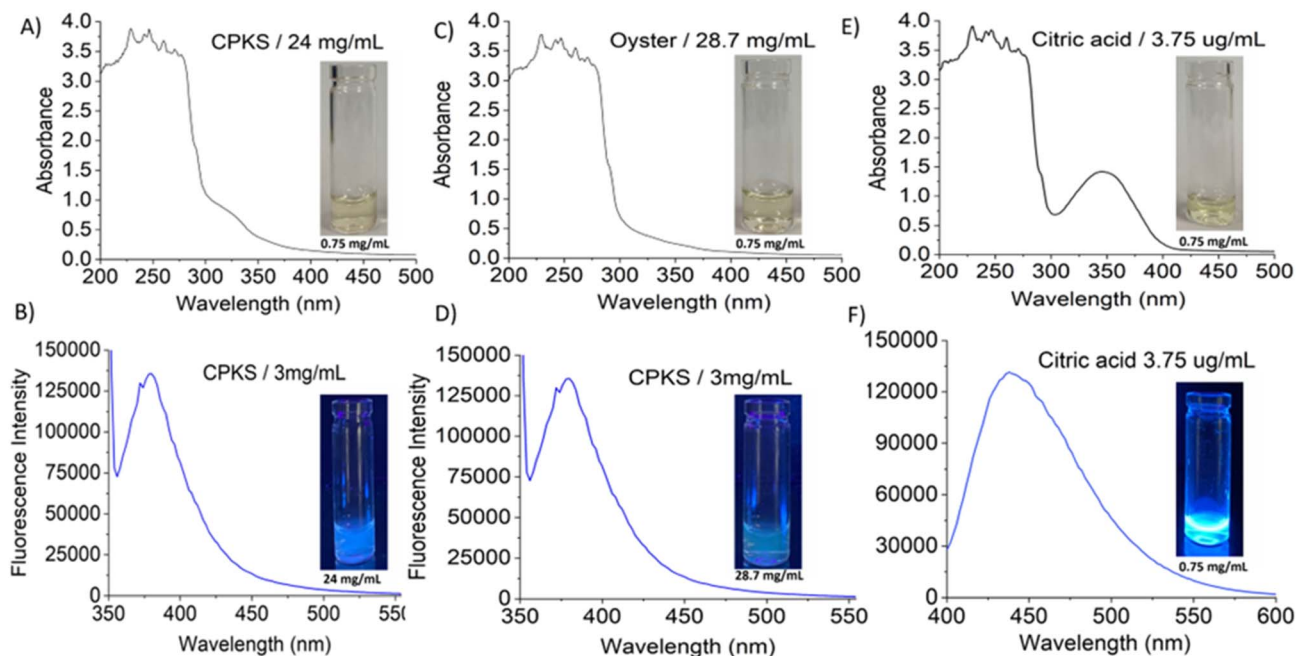 A)
CPKS / 24 mg/mL
4.0
3.5
3.0
2.5
2.0
1.5
1.0
0.5
0.0
Absorbance
0.75 mg/mL
200 250 300 350 400 450 500
Wavelength (nm)
C)
Oyster / 28.7 mg/mL
4.0
3.5
3.0
2.5
2.0
1.5
1.0
0.5
0.0
Absorbance
0.75 mg/mL
200 250 300 350 400 450 500
Wavelength (nm)
E)
Citric acid / 3.75 ug/mL
4.0
3.5
3.0
2.5
2.0
1.5
1.0
0.5
0.0
Absorbance
0.75 mg/mL
200 250 300 350 400 450 500
Wavelength (nm)
B)
CPKS / 3mg/mL
150000
125000
100000
75000
50000
25000
0
Fluorescence Intensity
24 mg/mL
350 400 450 500 550
Wavelength (nm)
D)
CPKS / 3mg/mL
150000
125000
100000
75000
50000
25000
0
Fluorescence Intensity
28.7 mg/mL
350 400 450 500 550
Wavelength (nm)
F)
Citric acid 3.75 ug/mL
150000
120000
90000
60000
30000
0
0.75 mg/mL
400 450 500 550 600
Wavelength (nm)